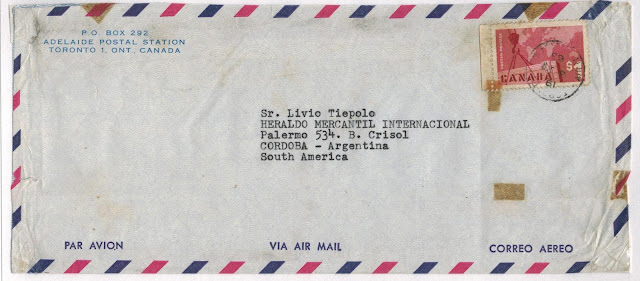 P.O. BOX 292
ADELAIDE POSTAL STATION
TORONTO 1, ONT., CANADA
CANADA
$1
Sr. Livio Tiepolo
HERALDO MERCANTIL INTERNACIONAL
Palermo 534. B. Crisol
CORDOBA - Argentina
South America
PAR AVION
VIA AIR MAIL
CORREO AEREO